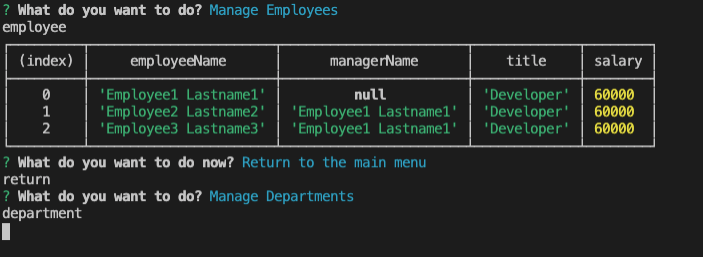 ? What do you want to do? Manage Employees
employee
(index) employeeName managerName title salary
0 'Employee1 Lastname1' null 'Developer' 60000
1 'Employee2 Lastname2' 'Employee1 Lastname1' 'Developer' 60000
2 'Employee3 Lastname3' 'Employee1 Lastname1' 'Developer' 60000
? What do you want to do now? Return to the main menu
return
? What do you want to do? Manage Departments
department